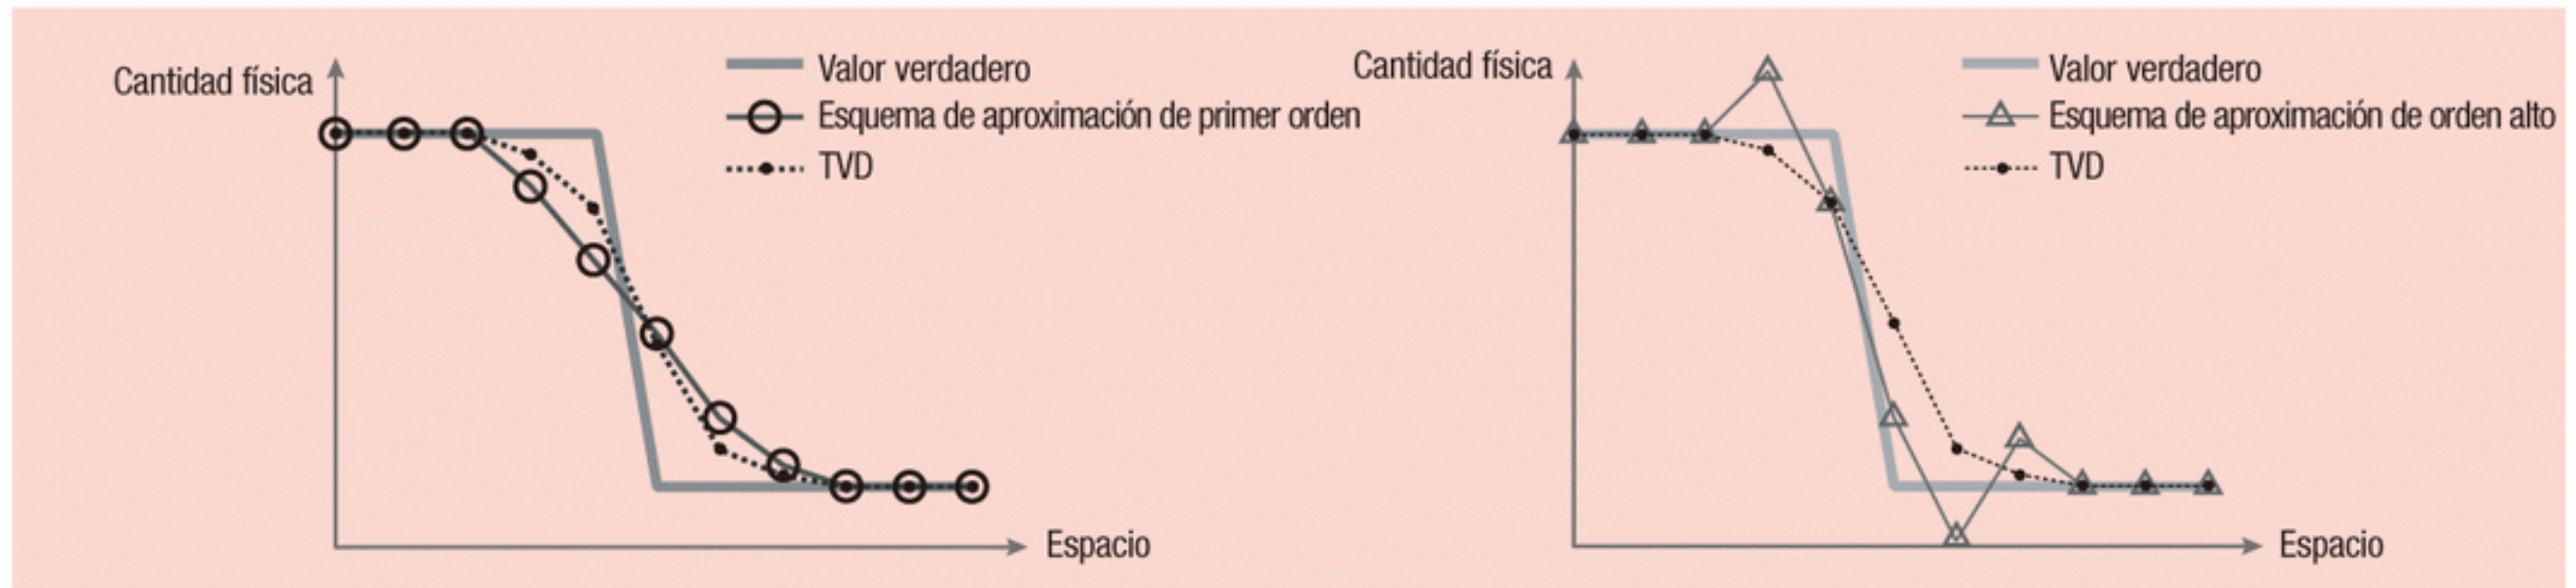 Cantidad física
Valor verdadero
Esquema de aproximación de primer orden
TVD
Espacio
Cantidad física
Valor verdadero
Esquema de aproximación de orden alto
TVD
Espacio